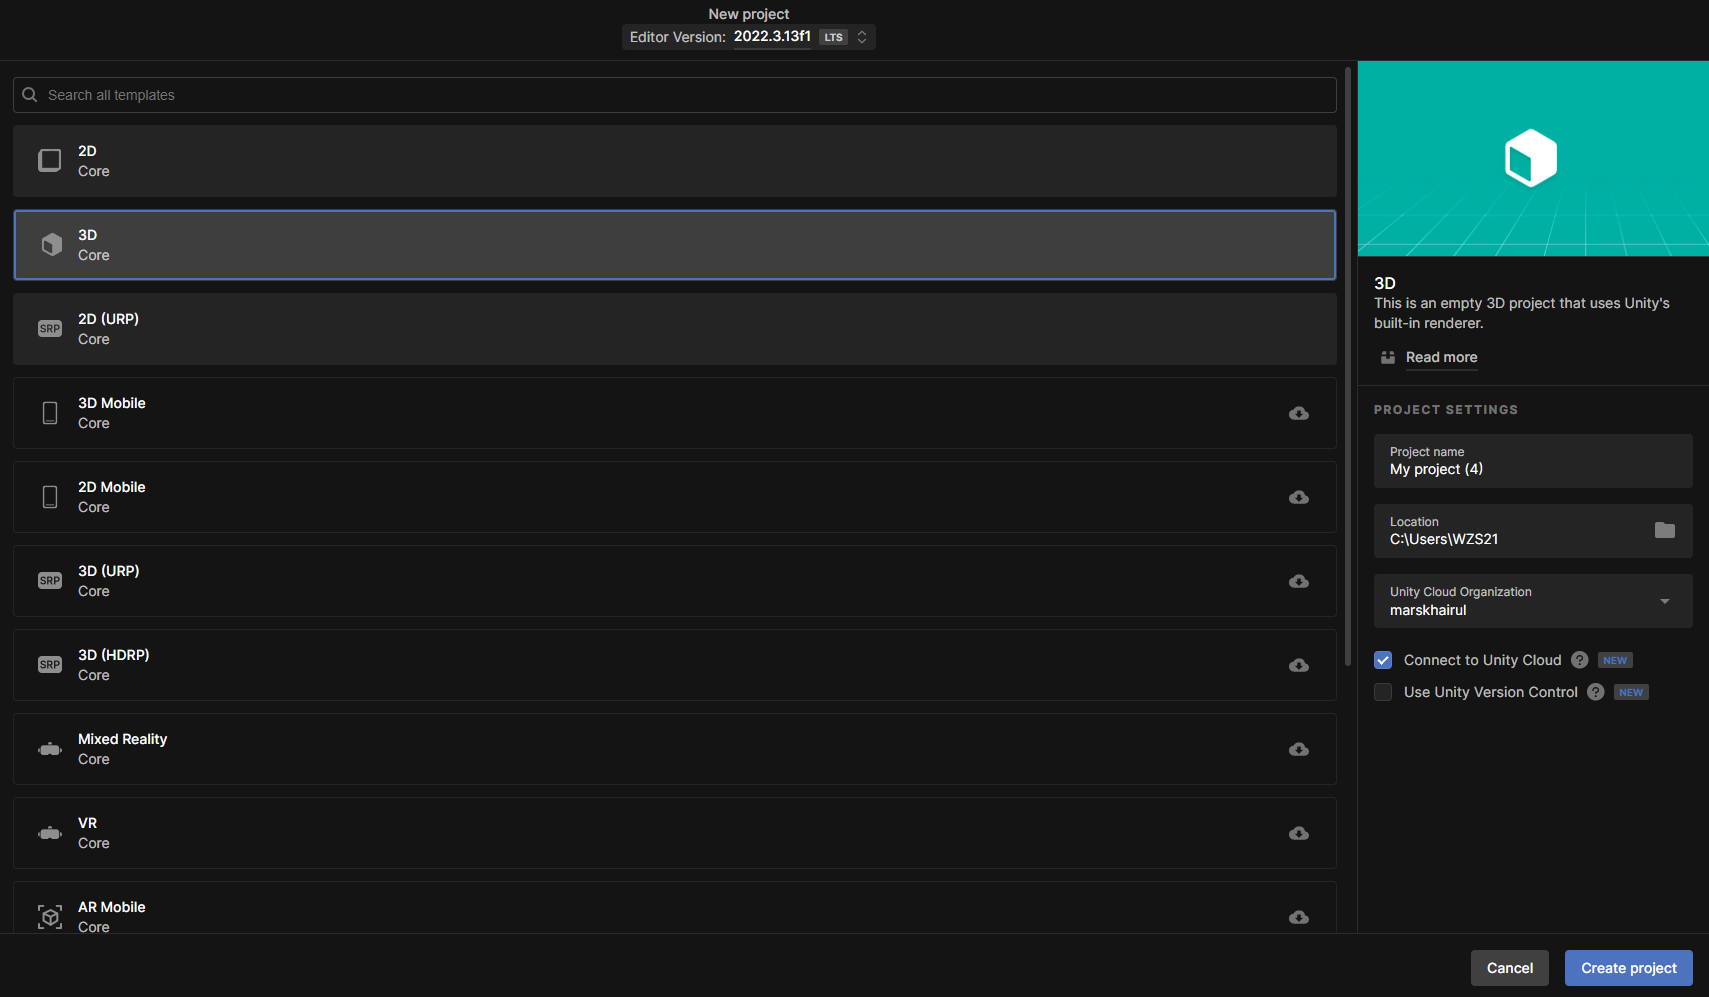 New project
Editor Version: 2022.3.13f1 LTS
Search all templates
2D
Core
3D
Core
SRP
2D (URP)
Core
3D Mobile
Core
2D Mobile
Core
SRP
3D (URP)
Core
SRP
3D (HDRP)
Core
Mixed Reality
Core
VR
Core
AR Mobile
Core
3D
This is an empty 3D project that uses Unity's
built-in renderer.
Read more
PROJECT SETTINGS
Project name
My project (4)
Location
C:\Users\WZS21
Unity Cloud Organization
marskhairul
Connect to Unity Cloud ? NEW
Use Unity Version Control ? NEW
Cancel
Create project